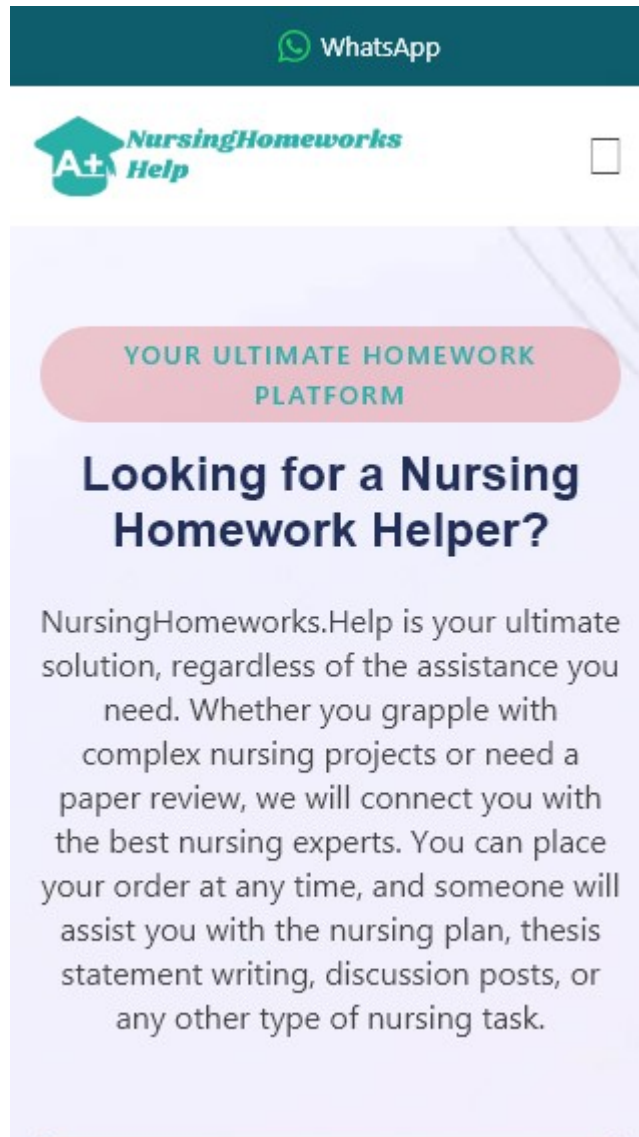 WhatsApp
NursingHomeworks
A+ Help
YOUR ULTIMATE HOMEWORK
PLATFORM
Looking for a Nursing
Homework Helper?
NursingHomeworks.Help is your ultimate
solution, regardless of the assistance you
need. Whether you grapple with
complex nursing projects or need a
paper review, we will connect you with
the best nursing experts. You can place
your order at any time, and someone will
assist you with the nursing plan, thesis
statement writing, discussion posts, or
any other type of nursing task.